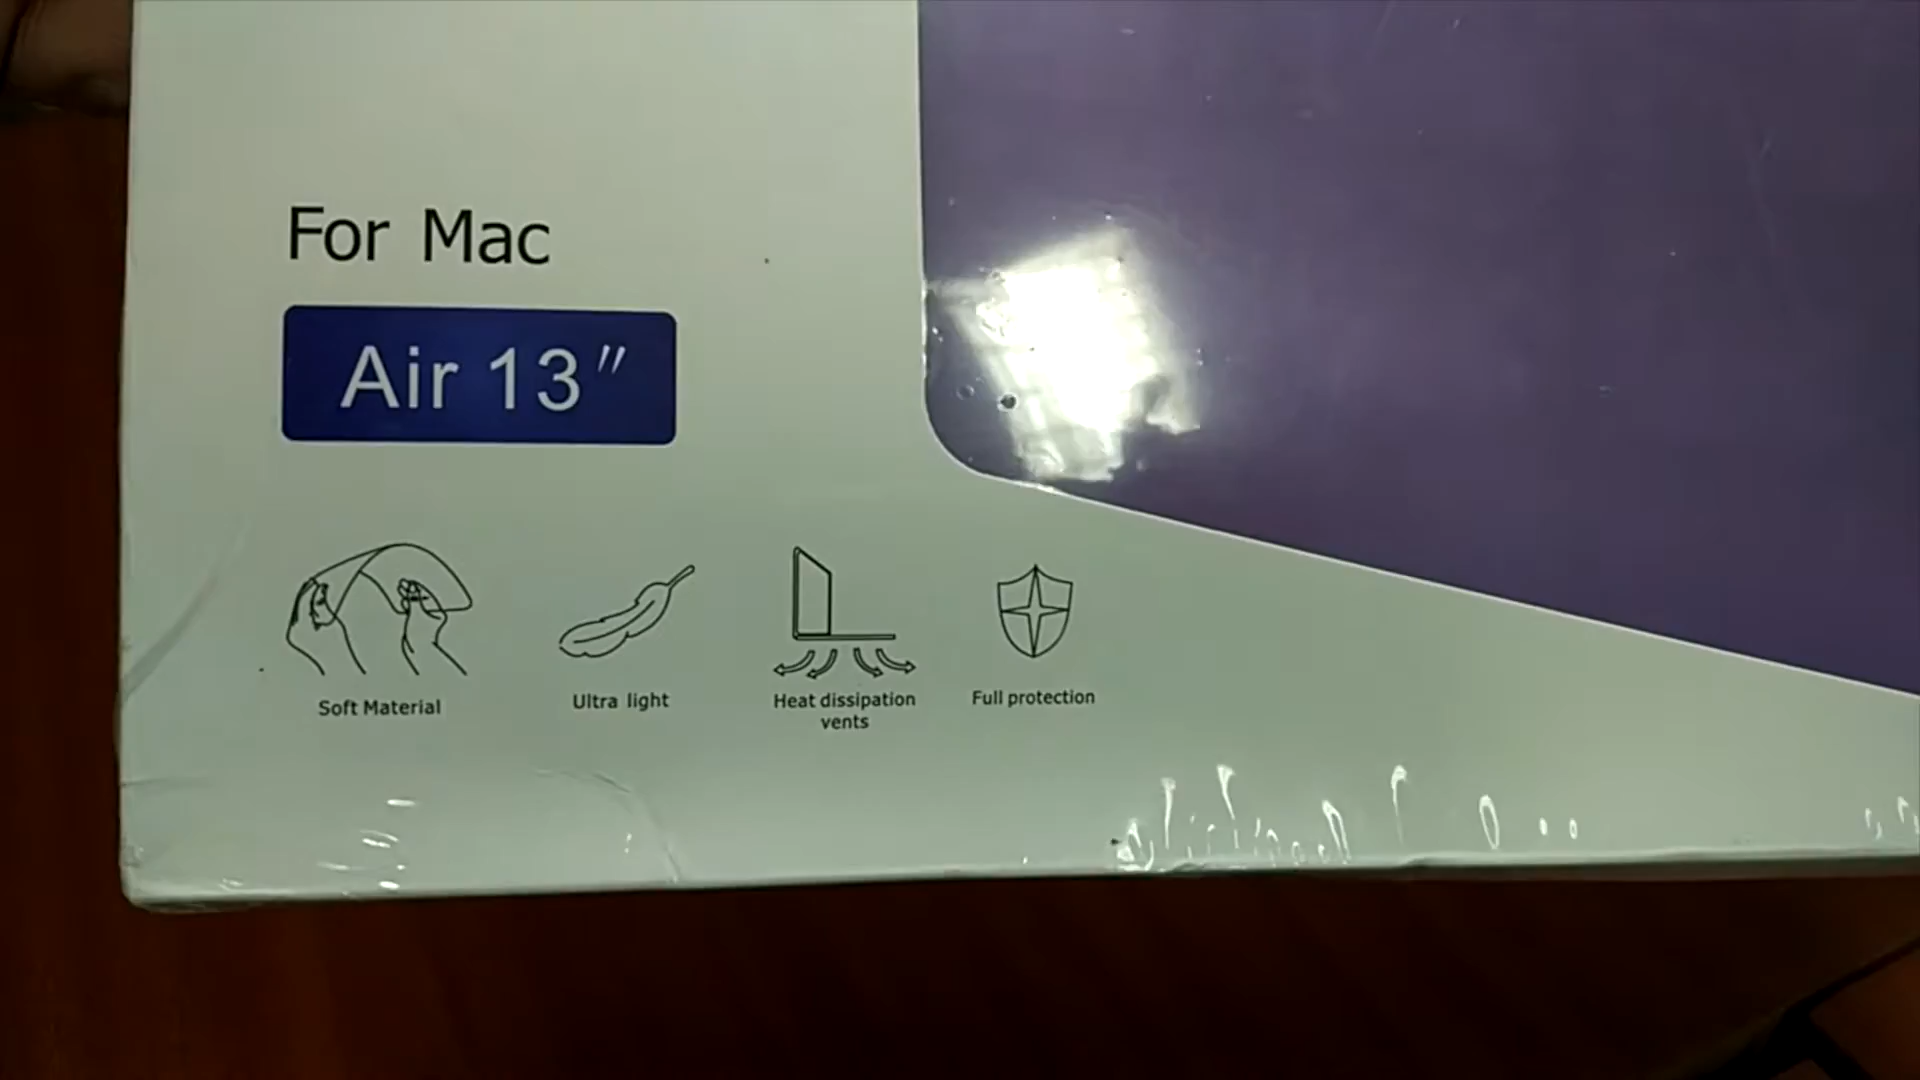 For Mac
Air 13″
Soft Material
Ultra light
Heat dissipation
vents
Full protection